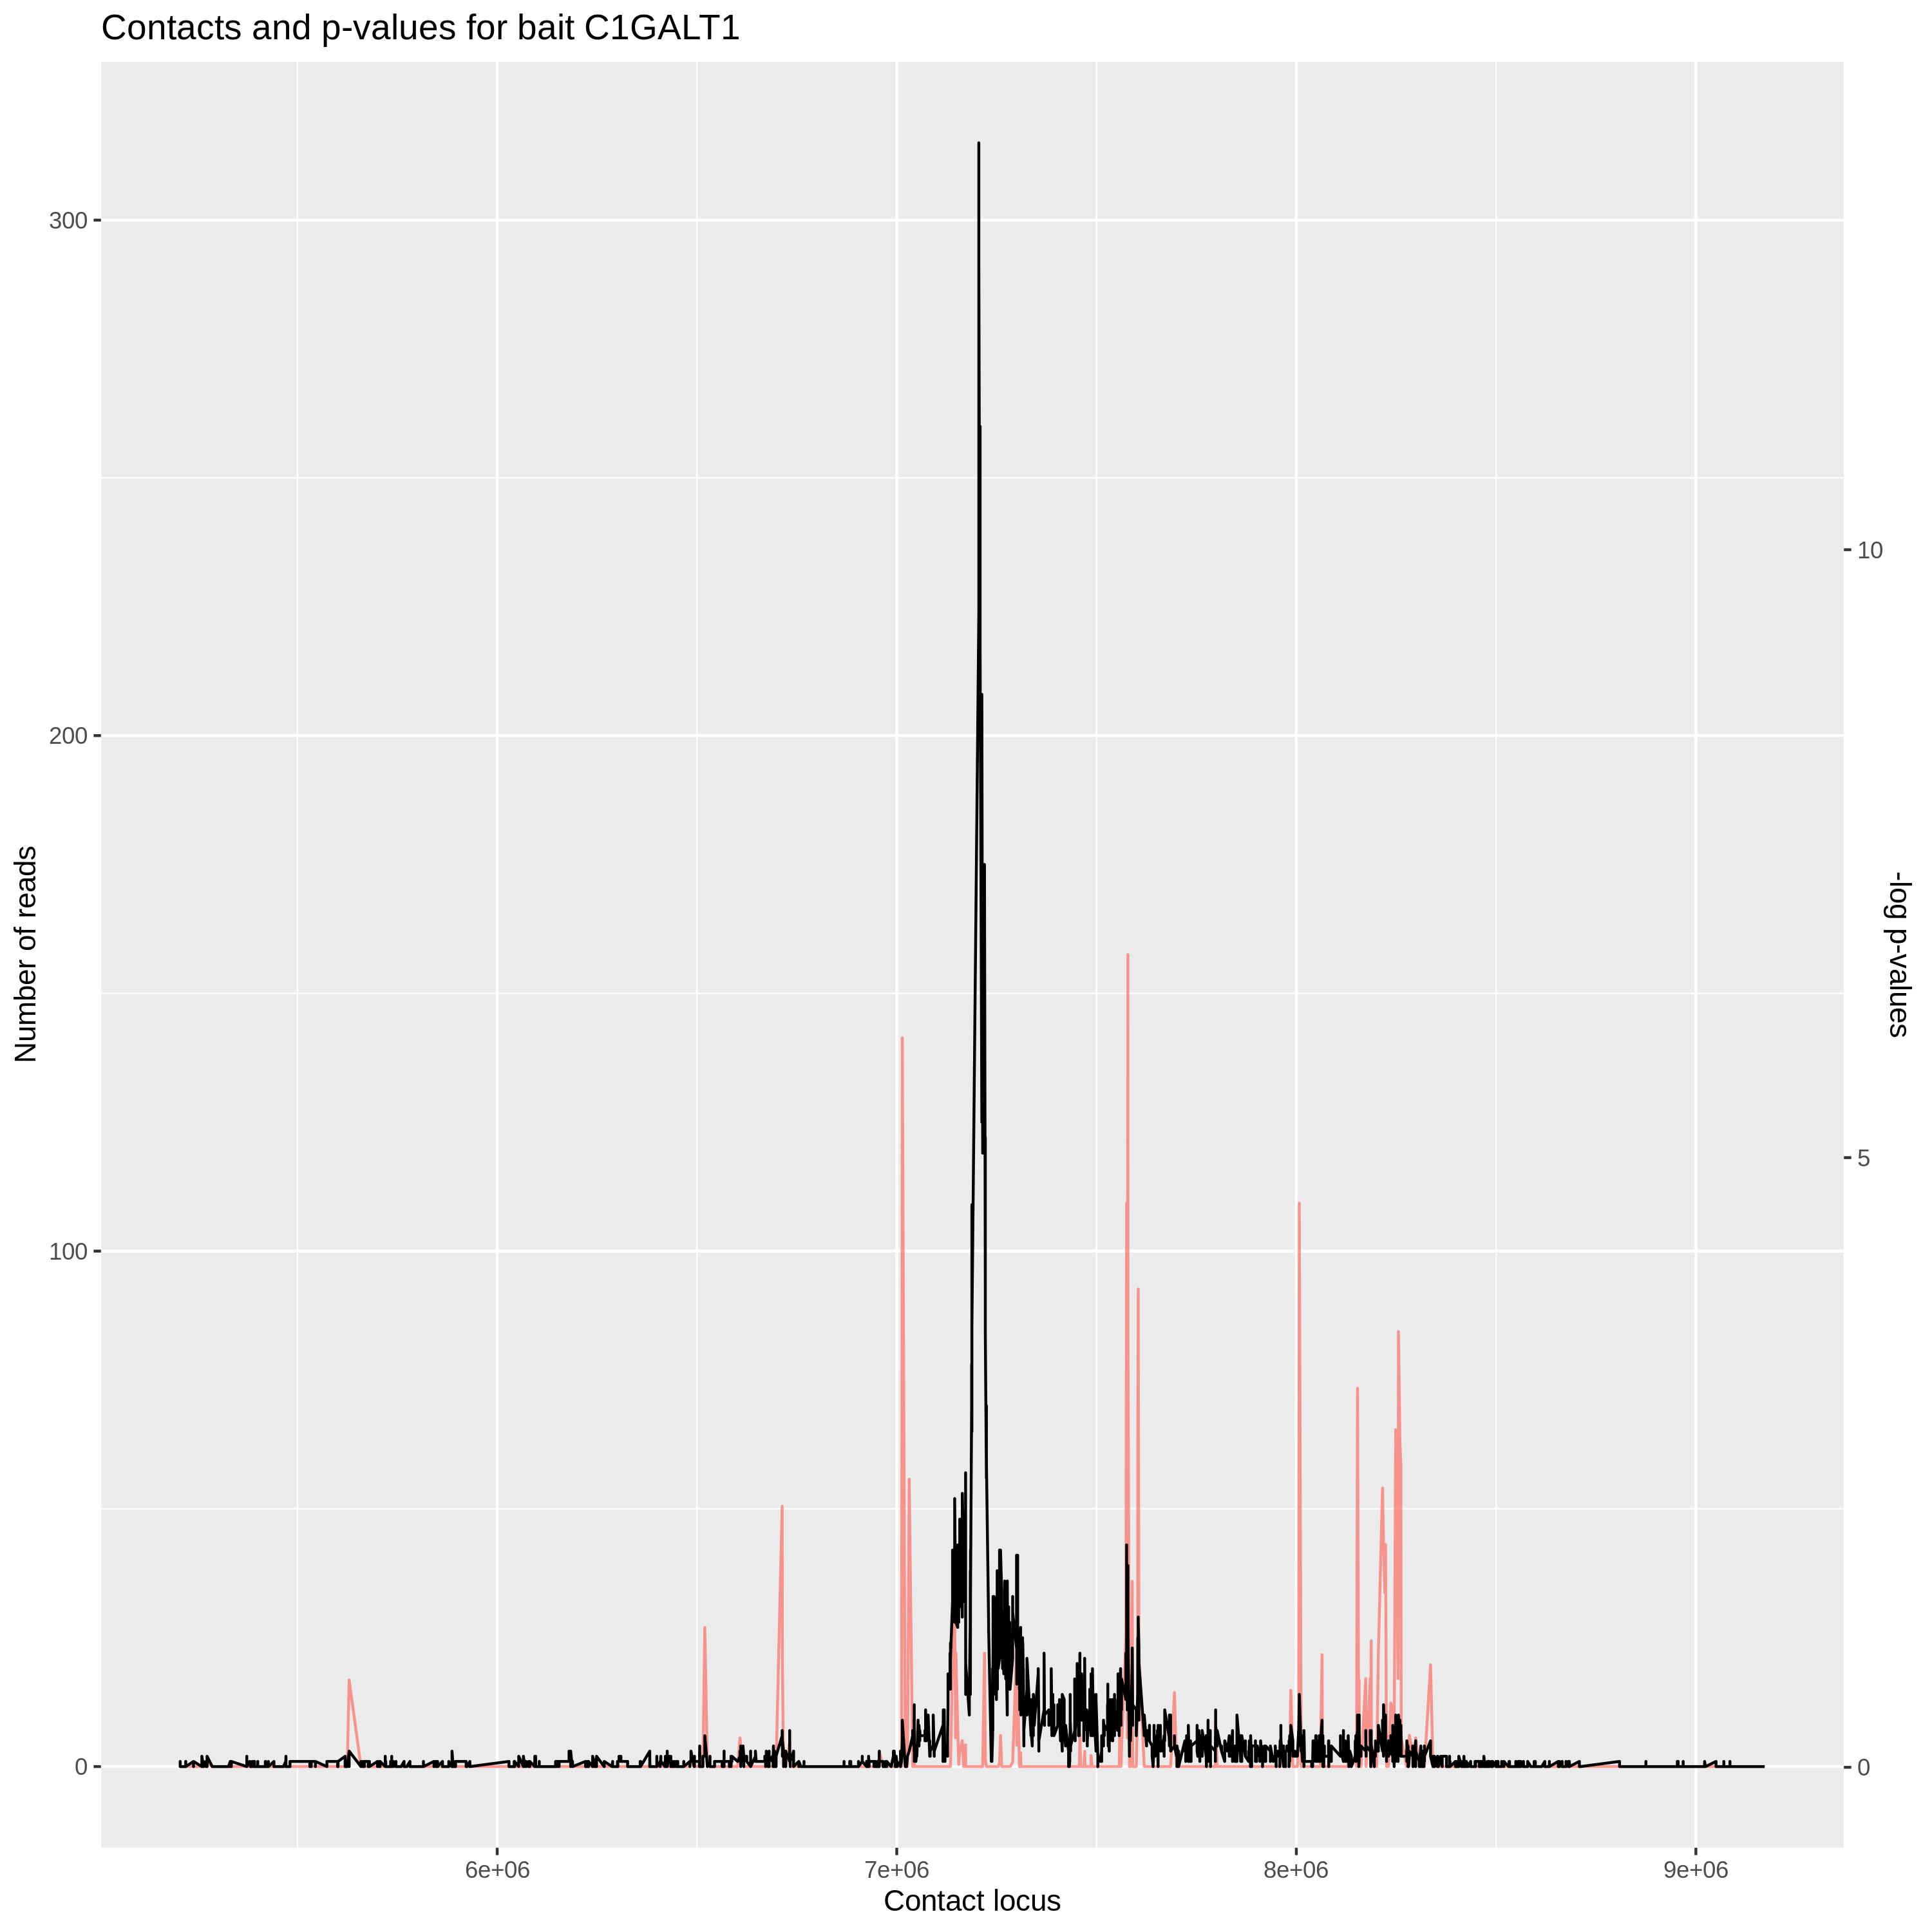 Contacts and p-values for bait C1GALT1
300
200
100
0
Number of reads
10
5
0
-log p-values
6e+06
7e+06
8e+06
9e+06
Contact locus